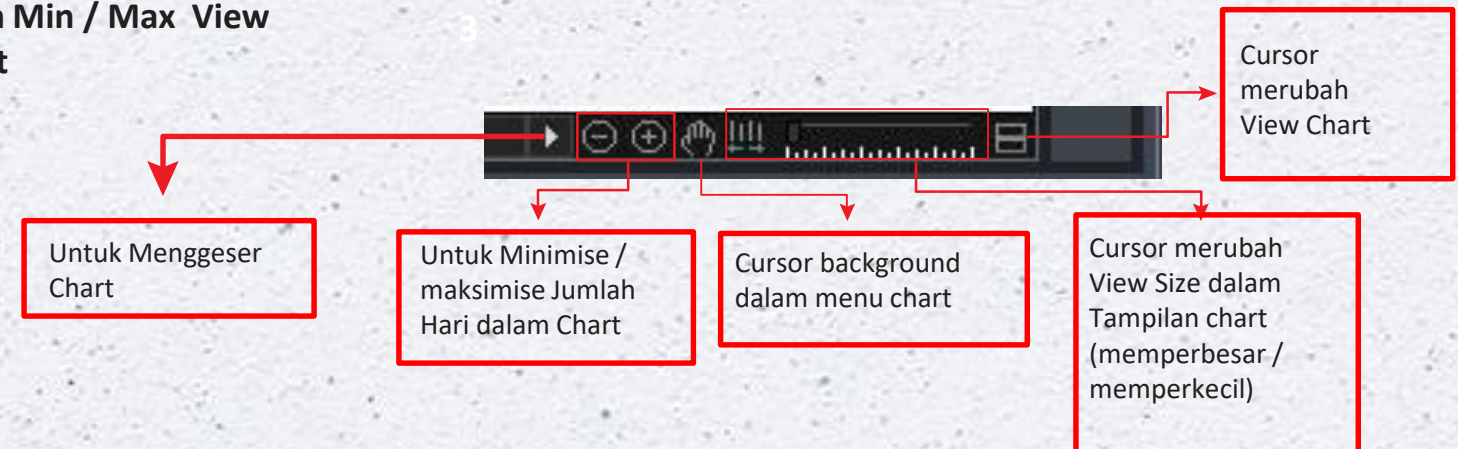 Min / Max View
3
Cursor
merubah
View Chart
Untuk Menggeser
Chart
Untuk Minimise /
maksimise Jumlah
Hari dalam Chart
Cursor background
dalam menu chart
Cursor merubah
View Size dalam
Tampilan chart
(memperbesar /
memperkecil)